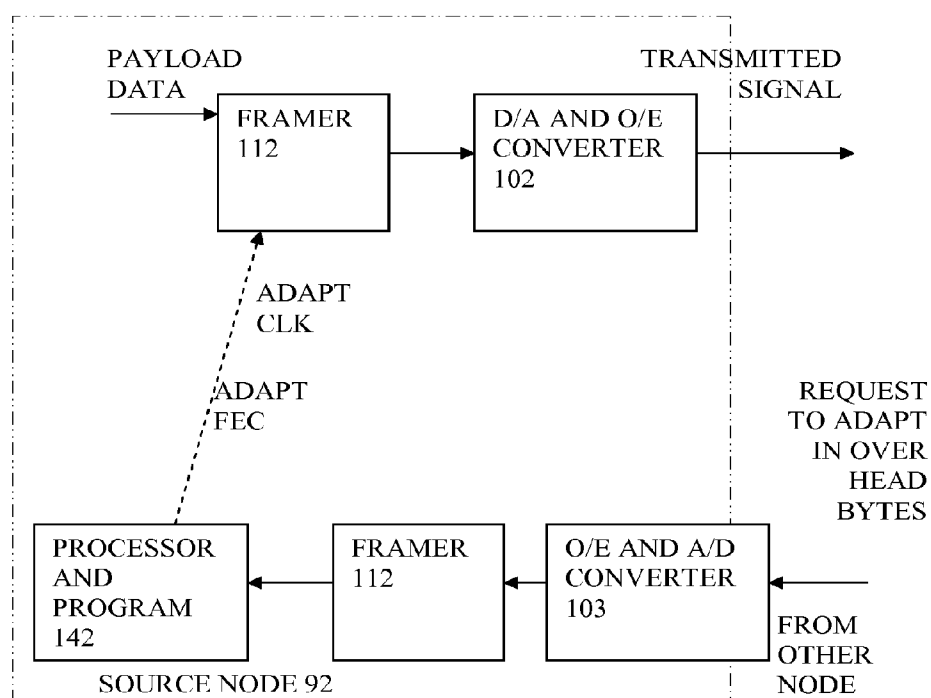 PAYLOAD
DATA
TRANSMITTED
SIGNAL
FRAMER
112
D/A AND O/E
CONVERTER
102
ADAPT
CLK
ADAPT
FEC
REQUEST
TO ADAPT
IN OVER
HEAD
BYTES
PROCESSOR
AND
PROGRAM
142
FRAMER
112
O/E AND A/D
CONVERTER
103
FROM
OTHER
NODE
SOURCE NODE 92